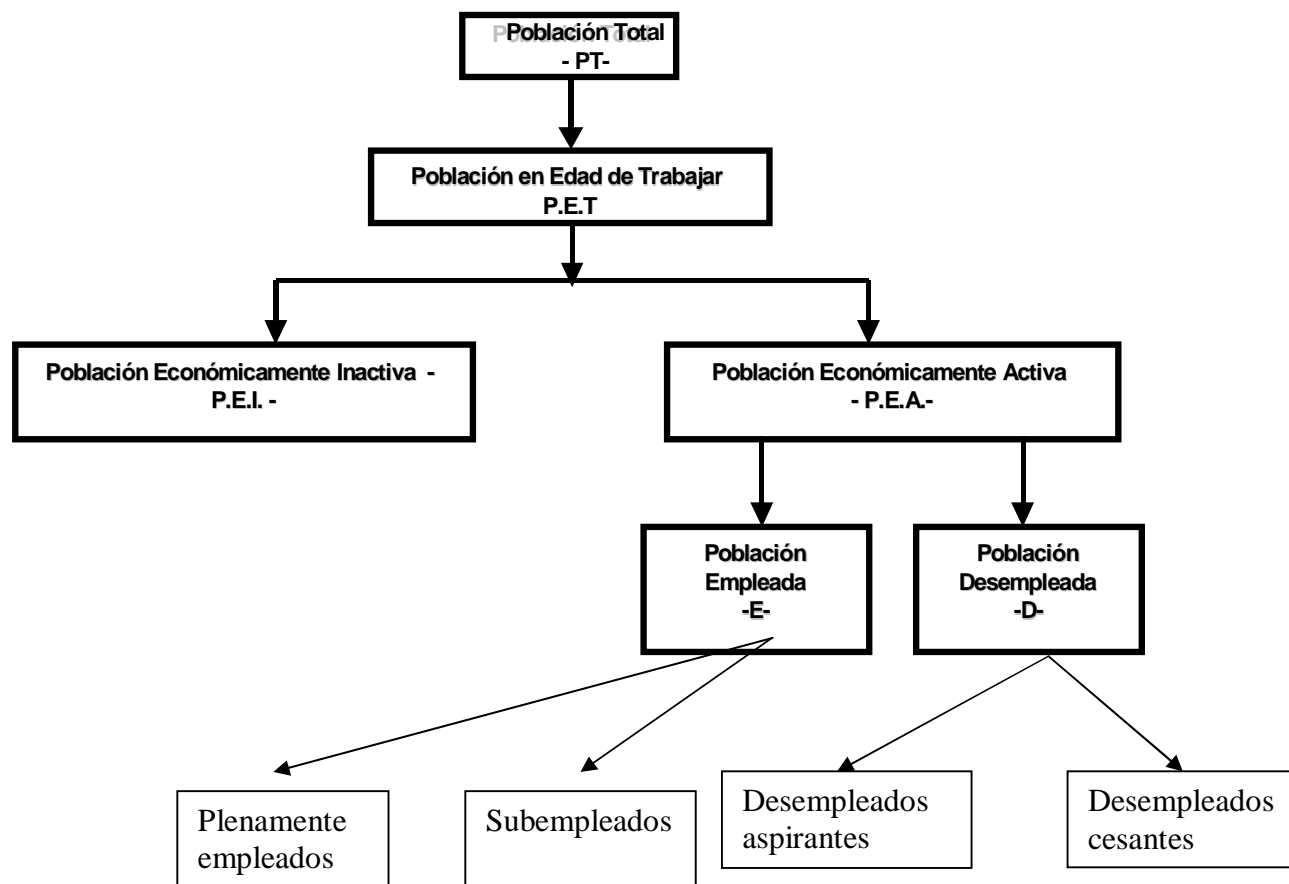 Población Total
- PT-
Población en Edad de Trabajar
P.E.T
Población Económicamente Inactiva -
P.E.I. -
Población Económicamente Activa
- P.E.A.-
Población
Empleada
-E-
Población
Desempleada
-D-
Plenamente
empleados
Subempleados
Desempleados
aspirantes
Desempleados
cesantes